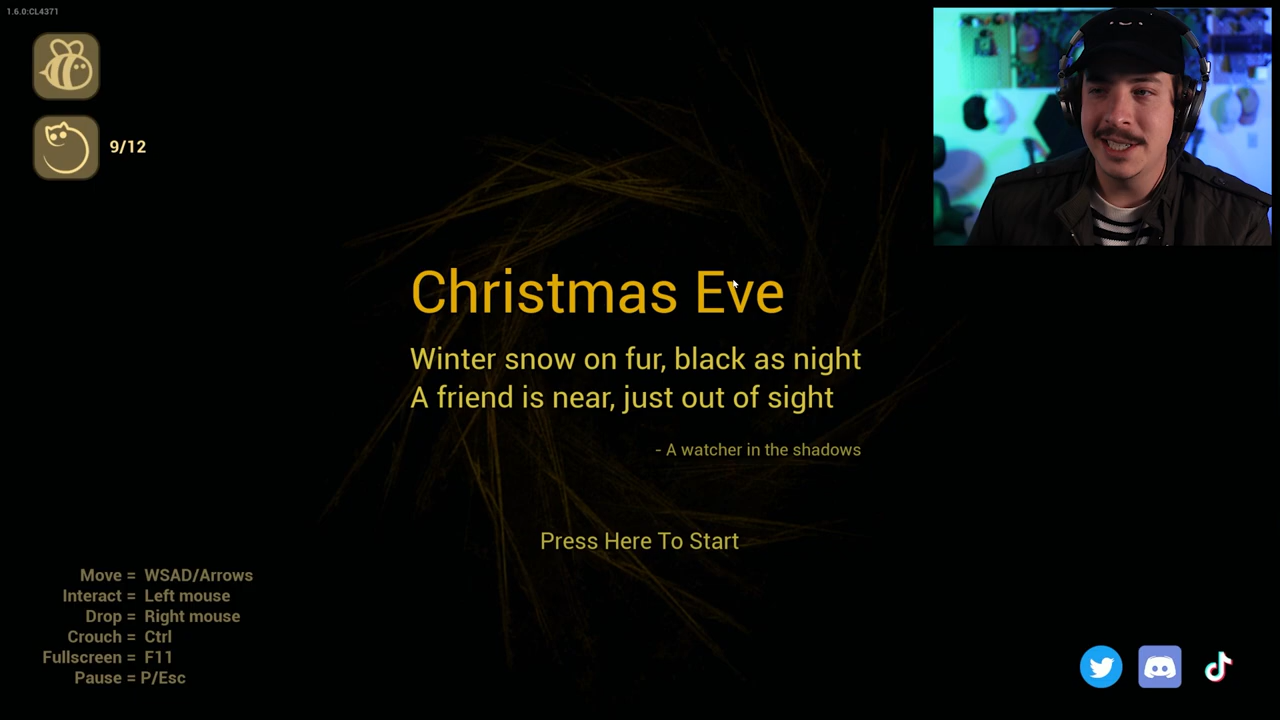 1.6.0:CL4371
9/12
Christmas Eve
Winter snow on fur, black as night
A friend is near, just out of sight
- A watcher in the shadows
Press Here To Start
Move = WSAD/Arrows
Interact = Left mouse
Drop = Right mouse
Crouch = Ctrl
Fullscreen = F11
Pause = P/Esc